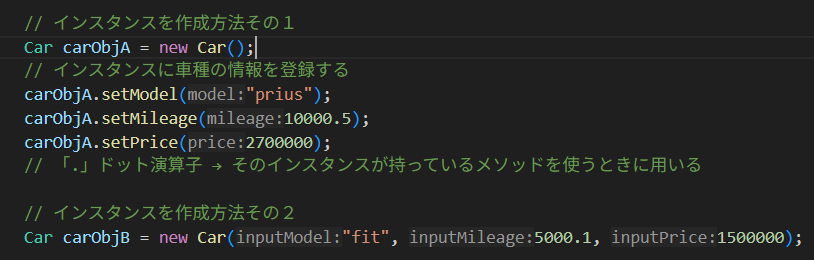 // インスタンスを作成方法その１
Car carObjA = new Car();
// インスタンスに車種の情報を登録する
carObjA.setModel(model:"prius");
carObjA.setMileage(mileage:10000.5);
carObjA.setPrice(price:2700000);
// 「.」ドット演算子 → そのインスタンスが持っているメソッドを使うときに用いる
// インスタンスを作成方法その２
Car carObjB = new Car(inputModel:"fit", inputMileage:5000.1, inputPrice:1500000);